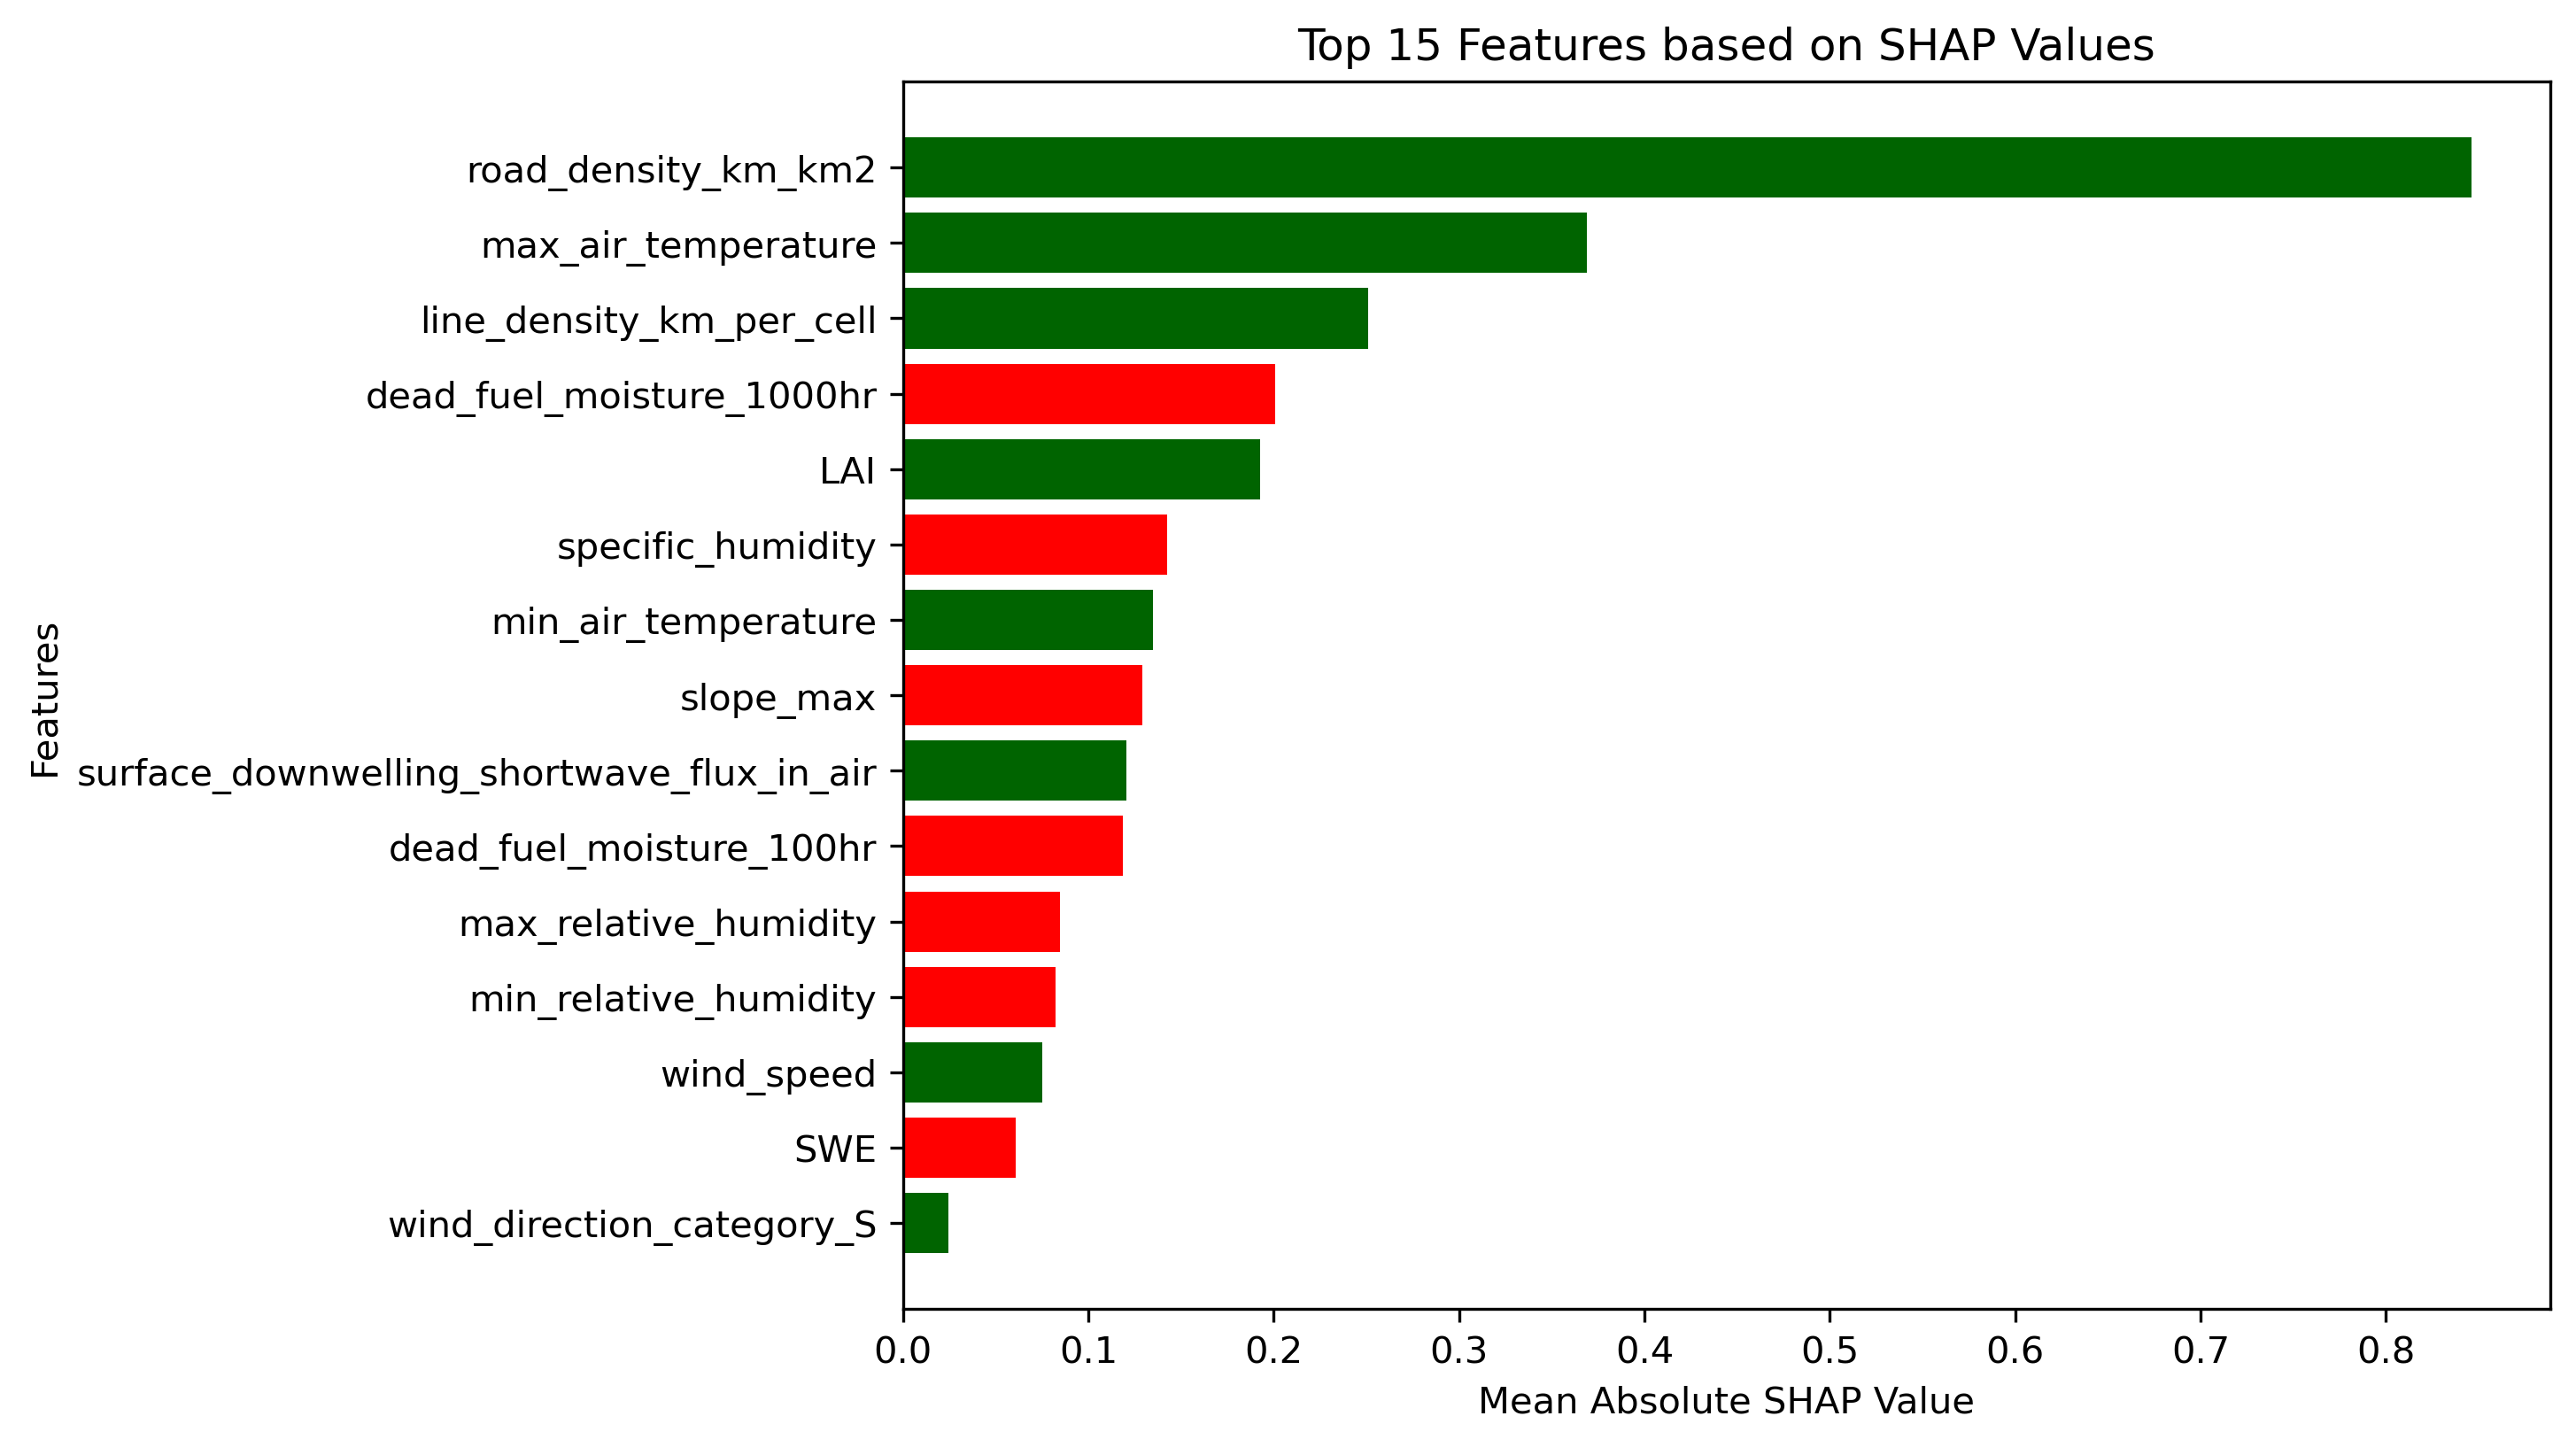 Top 15 Features based on SHAP Values
Features
road_density_km_km2
max_air_temperature
line_density_km_per_cell
dead_fuel_moisture_1000hr
LAI
specific_humidity
min_air_temperature
slope_max
surface_downwelling_shortwave_flux_in_air
dead_fuel_moisture_100hr
max_relative_humidity
min_relative_humidity
wind_speed
SWE
wind_direction_category_S
0.0 0.1 0.2 0.3 0.4 0.5 0.6 0.7 0.8
Mean Absolute SHAP Value